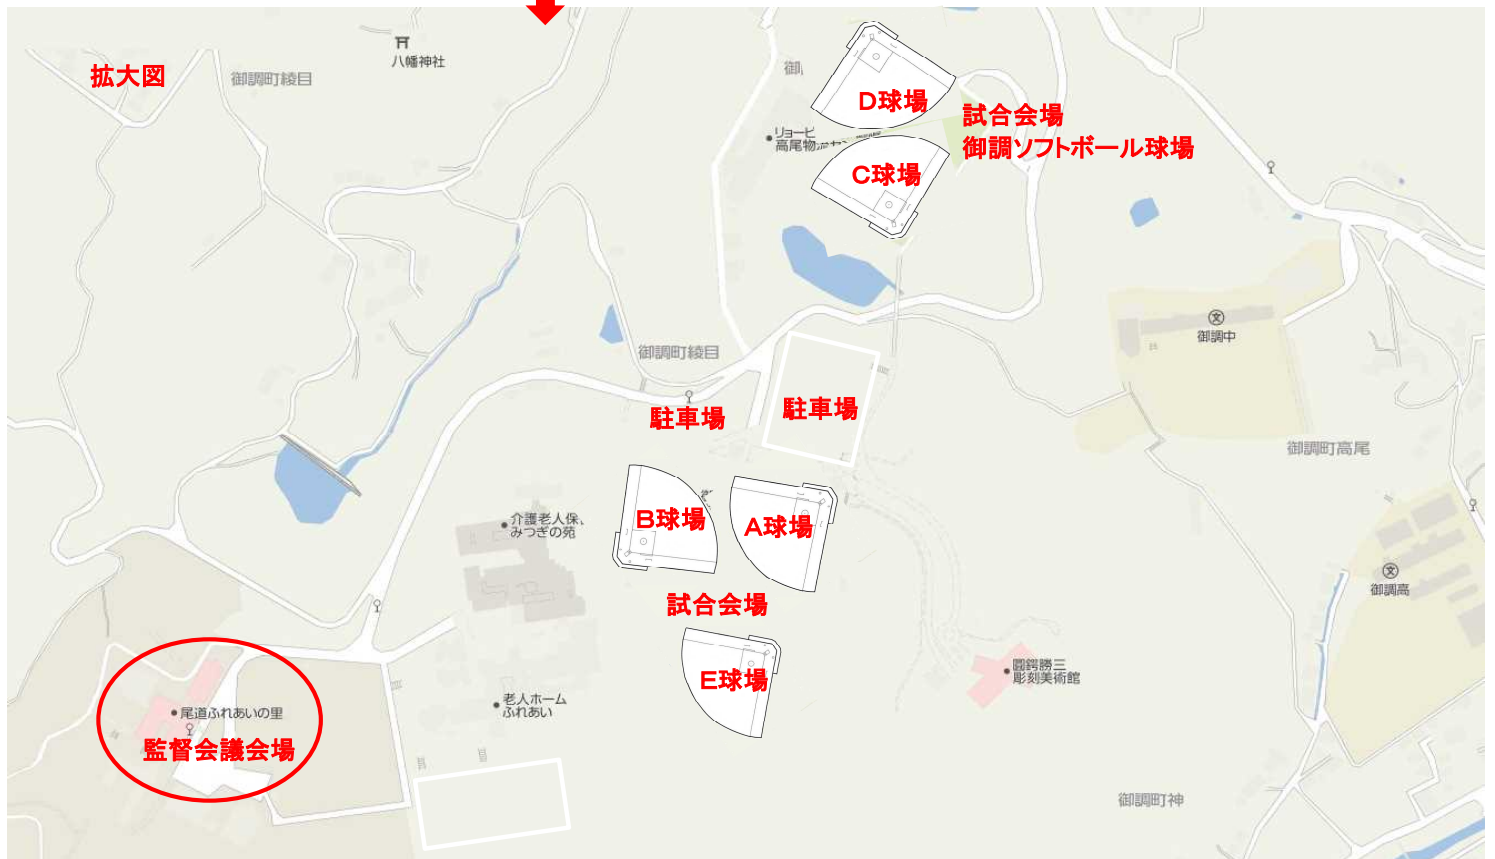 八幡神社
拡大図
御調町綾目
御
D球場
試合会場
御調ソフトボール球場
リョービ
高尾物流セン
C球場
御調中
御調町綾目
駐車場
駐車場
御調町高尾
B球場
A球場
介護老人保、
みつぎの苑
試合会場
御調高
E球場
圓鍔勝三
彫刻美術館
老人ホーム
ふれあい
尾道ふれあいの里
監督会議会場
御調町神